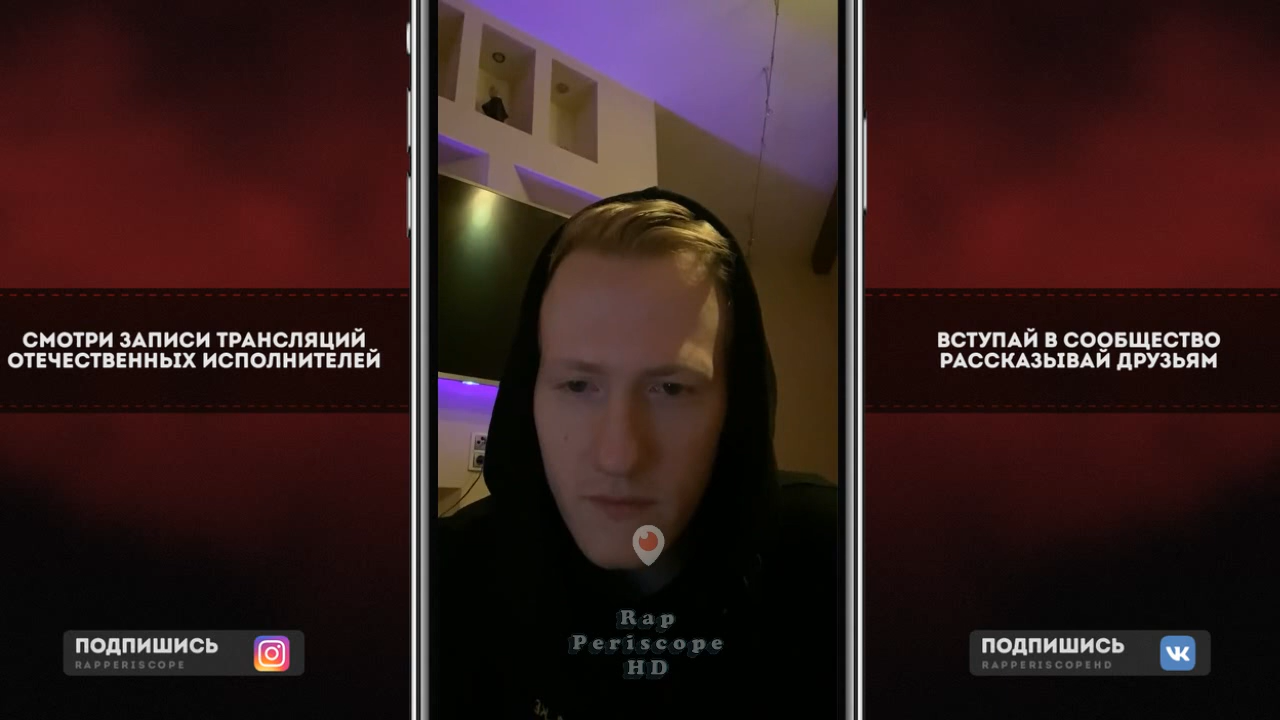 СМОТРИ ЗАПИСИ ТРАНСЛЯЦИЙ
ОТЕЧЕСТВЕННЫХ ИСПОЛНИТЕЛЕЙ
ВСТУПАЙ В СООБЩЕСТВО
РАССКАЗЫВАЙ ДРУЗЬЯМ
Rap
Periscope
HD
ПОДПИШИСЬ
RAPPERISCOPE
ПОДПИШИСЬ
RAPPERISCOPEHD